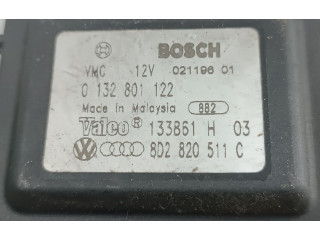 BOSCH
VMC 12V 021196 01
0 132 801 122
Made in Malaysia 882
Valeo® 133861 H 03
8D2 820 511 C